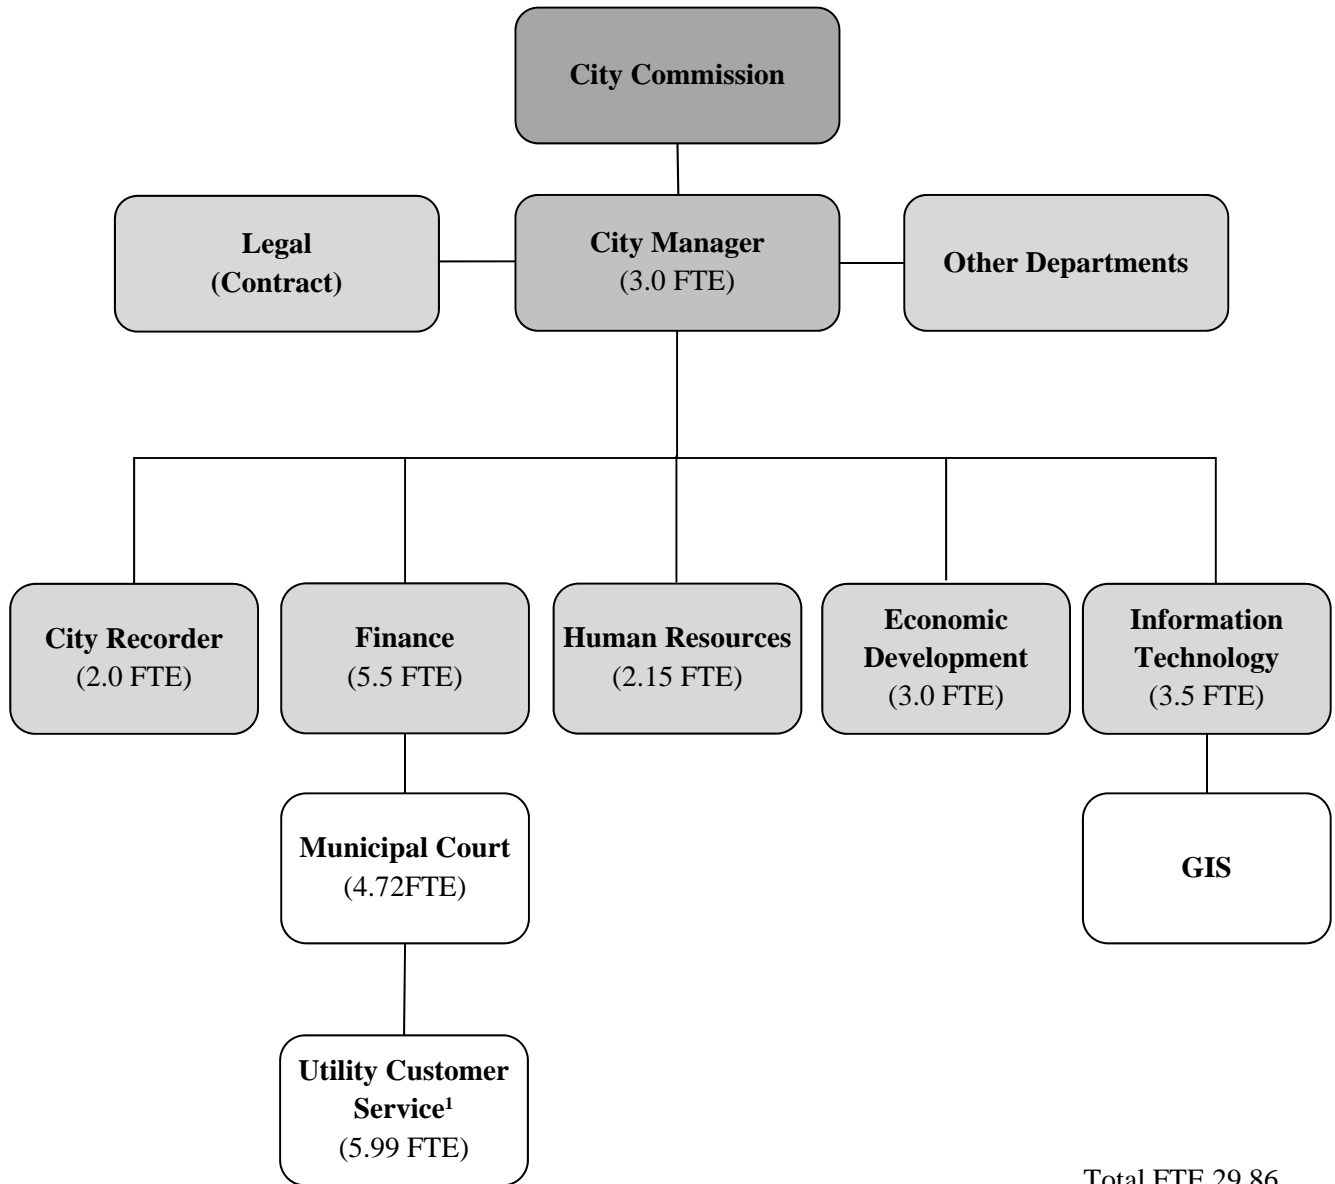 City Commission
Legal
(Contract)
City Manager
(3.0 FTE)
Other Departments
City Recorder
(2.0 FTE)
Finance
(5.5 FTE)
Human Resources
(2.15 FTE)
Economic
Development
(3.0 FTE)
Information
Technology
(3.5 FTE)
Municipal Court
(4.72FTE)
GIS
Utility Customer
Service¹
(5.99 FTE)
Total FTE 29.86